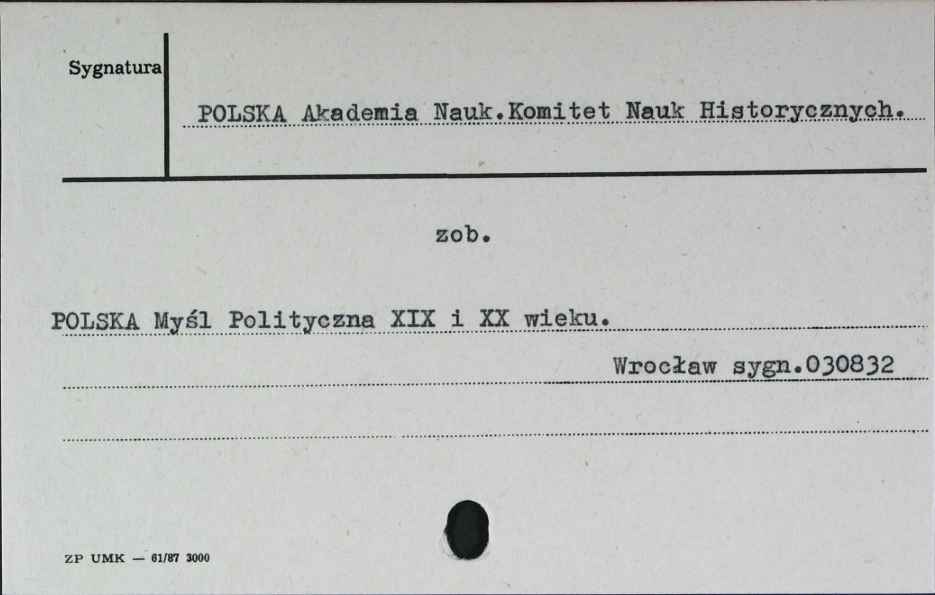 Sygnatura
POLSKA Akademia Nauk.Komitet Nauk Historycznych.
zob.
POLSKA Myśl Polityczna XIX i XX wieku.
Wrocław sygn.030832
ZP UMK — 61/87 3000